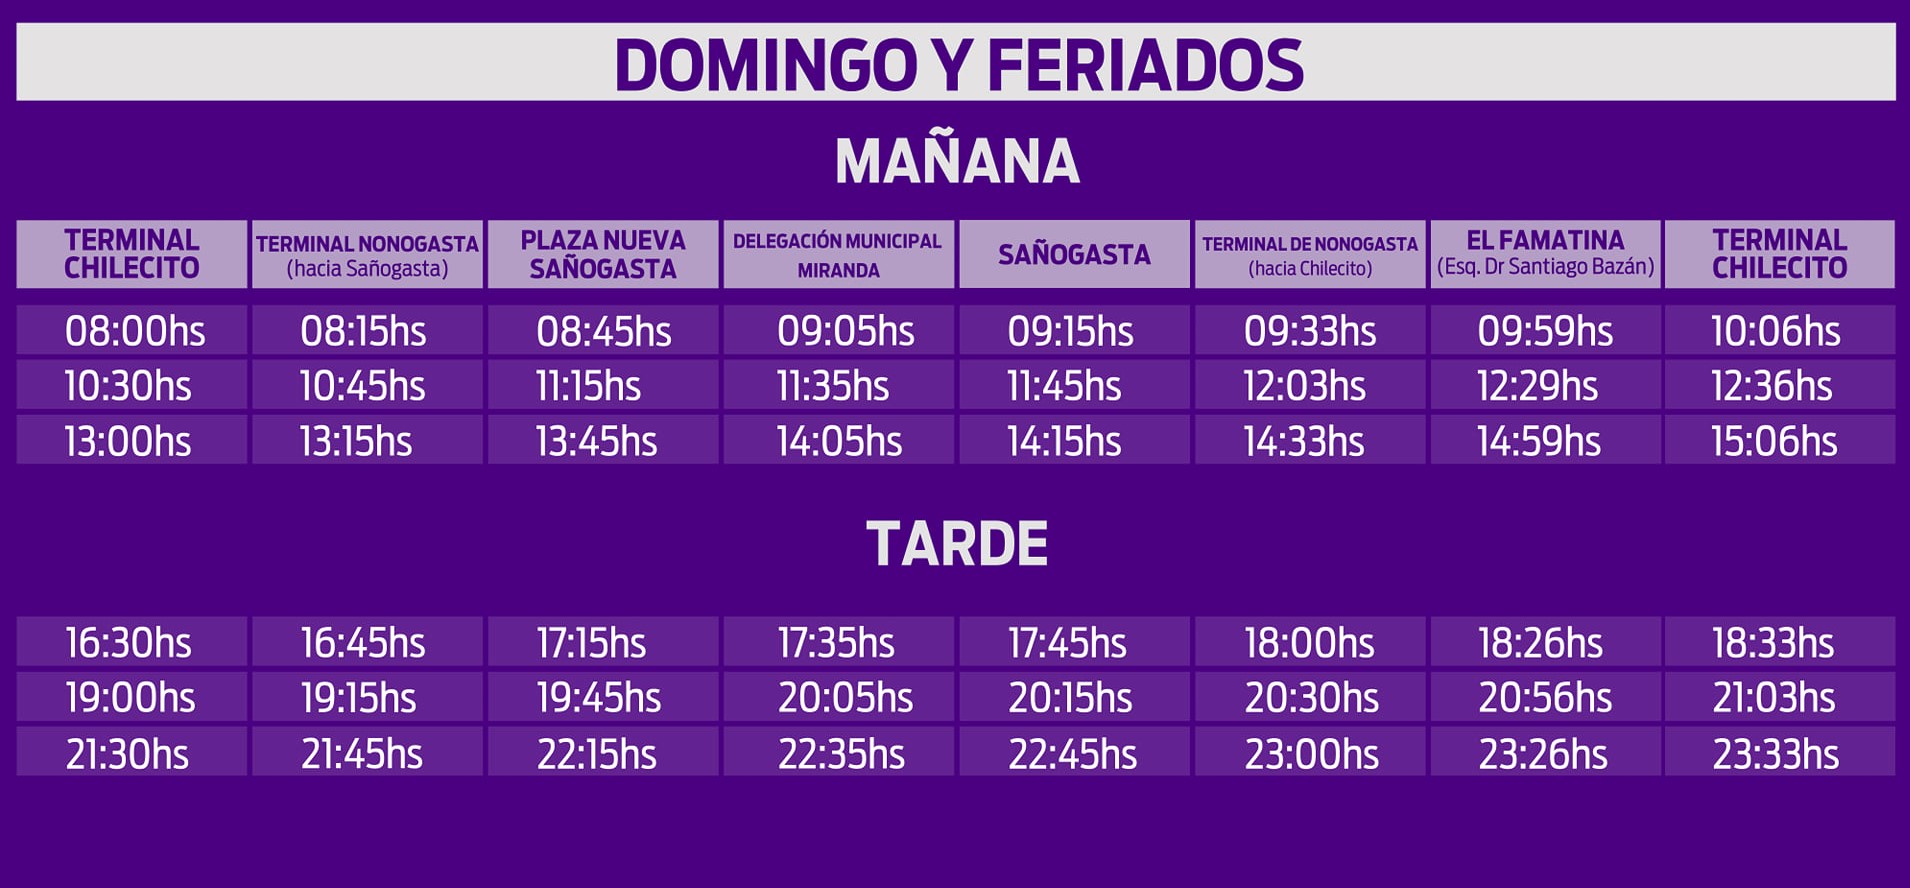 DOMINGO Y FERIADOS
MAÑANA
TERMINAL CHILECITO
TERMINAL NONOGASTA (hacia Sañogasta)
PLAZA NUEVA SAÑOGASTA
DELEGACIÓN MUNICIPAL MIRANDA
SAÑOGASTA
TERMINAL DE NONOGASTA (hacia Chilecito)
EL FAMATINA (Esq. Dr Santiago Bazán)
TERMINAL CHILECITO
08:00hs 08:15hs 08:45hs 09:05hs 09:15hs 09:33hs 09:59hs 10:06hs
10:30hs 10:45hs 11:15hs 11:35hs 11:45hs 12:03hs 12:29hs 12:36hs
13:00hs 13:15hs 13:45hs 14:05hs 14:15hs 14:33hs 14:59hs 15:06hs
TARDE
16:30hs 16:45hs 17:15hs 17:35hs 17:45hs 18:00hs 18:26hs 18:33hs
19:00hs 19:15hs 19:45hs 20:05hs 20:15hs 20:30hs 20:56hs 21:03hs
21:30hs 21:45hs 22:15hs 22:35hs 22:45hs 23:00hs 23:26hs 23:33hs